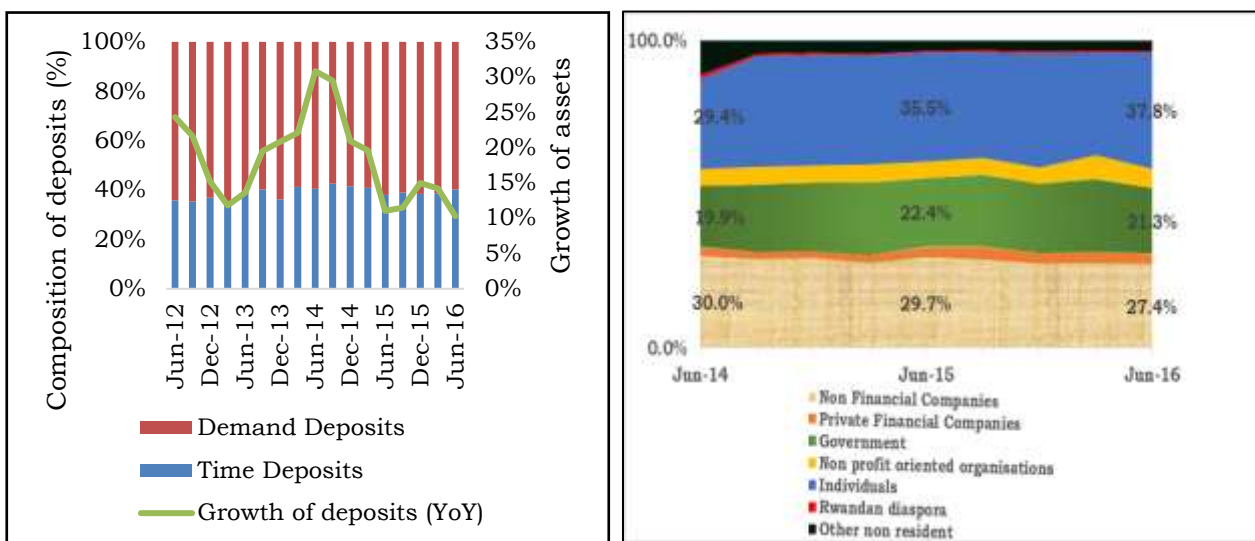 100%
80%
60%
40%
20%
0%
Composition of deposits (%)
35%
30%
25%
20%
15%
10%
5%
0%
Growth of assets
Jun-12
Dec-12
Jun-13
Dec-13
Jun-14
Dec-14
Jun-15
Dec-15
Jun-16
Demand Deposits
Time Deposits
Growth of deposits (YoY)
100.0%
0.0%
29.4%
35.5%
37.8%
19.9%
22.4%
21.3%
30.0%
29.7%
27.4%
Jun-14
Jun-15
Jun-16
Non Financial Companies
Private Financial Companies
Government
Non profit oriented organisations
Individuals
Rwandan diaspora
Other non resident